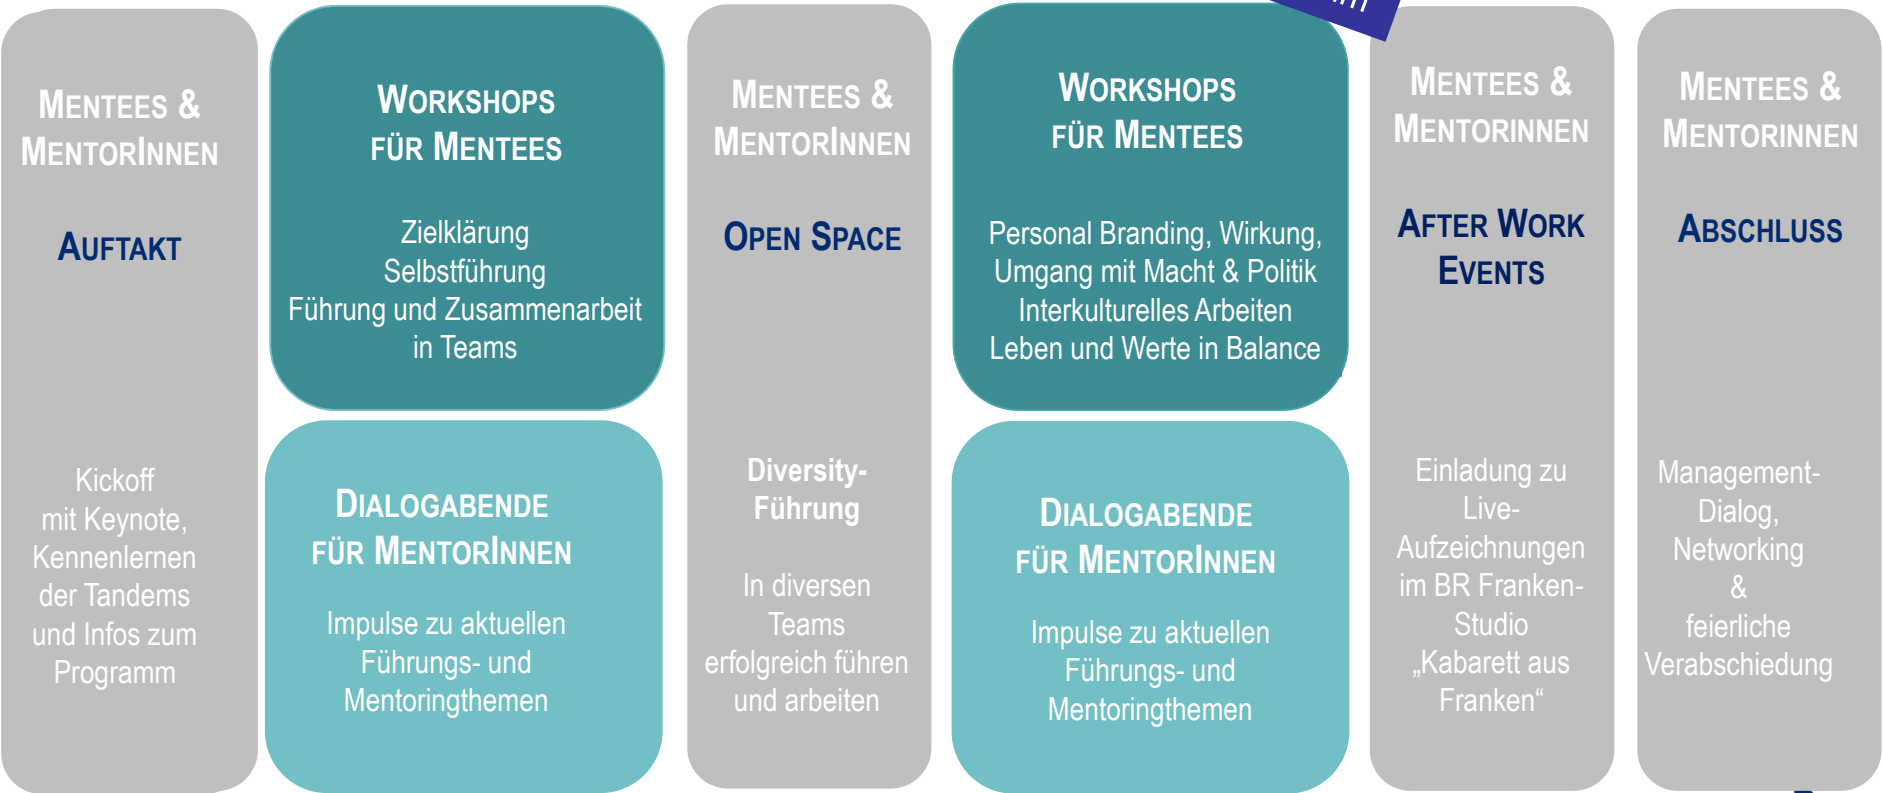 MENTEES &
MENTORINNEN
AUFTAKT
Kickoff
mit Keynote,
Kennenlernen
der Tandems
und Infos zum
Programm
WORKSHOPS
FÜR MENTEES
Zielklärung
Selbstführung
Führung und Zusammenarbeit
in Teams
DIALOGABENDE
FÜR MENTORINNEN
Impulse zu aktuellen
Führungs- und
Mentoringthemen
MENTEES &
MENTORINNEN
OPEN SPACE
Diversity-
Führung
In diversen
Teams
erfolgreich führen
und arbeiten
WORKSHOPS
FÜR MENTEES
Personal Branding, Wirkung,
Umgang mit Macht & Politik
Interkulturelles Arbeiten
Leben und Werte in Balance
DIALOGABENDE
FÜR MENTORINNEN
Impulse zu aktuellen
Führungs- und
Mentoringthemen
MENTEES &
MENTORINNEN
AFTER WORK
EVENTS
Einladung zu
Live-
Aufzeichnungen
im BR Franken-
Studio
„Kabarett aus
Franken“
MENTEES &
MENTORINNEN
ABSCHLUSS
Management-
Dialog,
Networking
&
feierliche
Verabschiedung